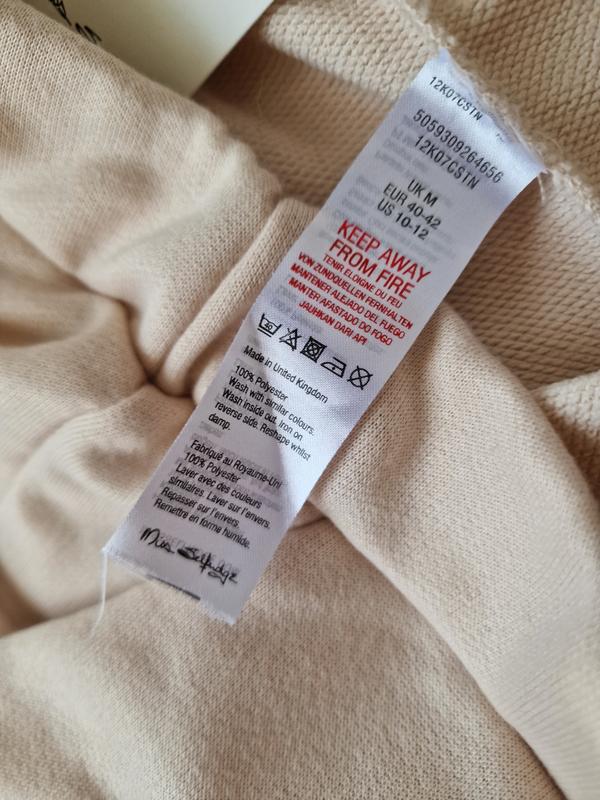 12K07CSTN
5059309264656
12K07CSTN
UK M
EUR 40-42
US 10-12
KEEP AWAY
FROM FIRE
TENIR ELOIGNE DU FEU
VON ZUNDQUELLEN FERNHALTEN
MANTENER ALEJADO DEL FUEGO
MANTER AFASTADO DO FOGO
JAUHKAN DARI API
Made in United Kingdom
100% Polyester
Wash with similar colours.
Wash inside out. Iron on
reverse side. Reshape whilst
damp.
Fabriqué au Royaume-Uni
100% Polyester
Laver avec des couleurs
similaires. Laver sur l'envers.
Repasser sur l'envers.
Remettre en forme humide.
Miss Selfridge